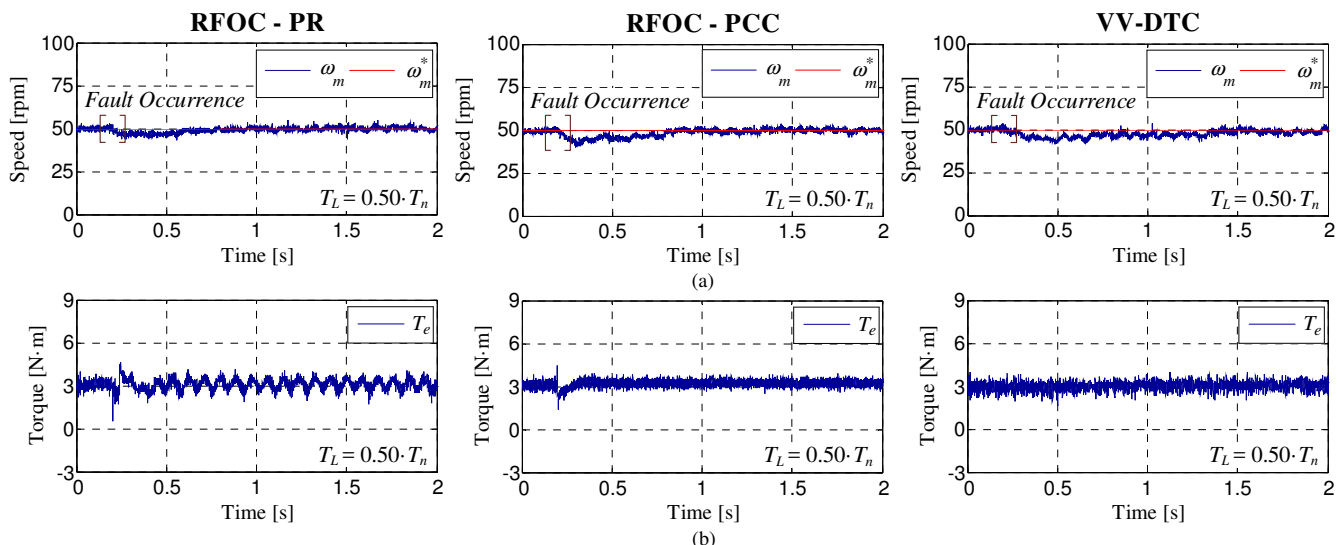 RFOC - PR
RFOC - PCC
VV-DTC
100
75
50
25
0
Speed [rpm]
ω_m ω_m^*
Fault Occurrence
T_L = 0.50·T_n
0 0.5 1 1.5 2
Time [s]
100
75
50
25
0
Speed [rpm]
ω_m ω_m^*
Fault Occurrence
T_L = 0.50·T_n
0 0.5 1 1.5 2
Time [s]
100
75
50
25
0
Speed [rpm]
ω_m ω_m^*
Fault Occurrence
T_L = 0.50·T_n
0 0.5 1 1.5 2
Time [s]
(a)
9
6
3
0
-3
Torque [N·m]
T_e
T_L = 0.50·T_n
0 0.5 1 1.5 2
Time [s]
9
6
3
0
-3
Torque [N·m]
T_e
T_L = 0.50·T_n
0 0.5 1 1.5 2
Time [s]
9
6
3
0
-3
Torque [N·m]
T_e
T_L = 0.50·T_n
0 0.5 1 1.5 2
Time [s]
(b)